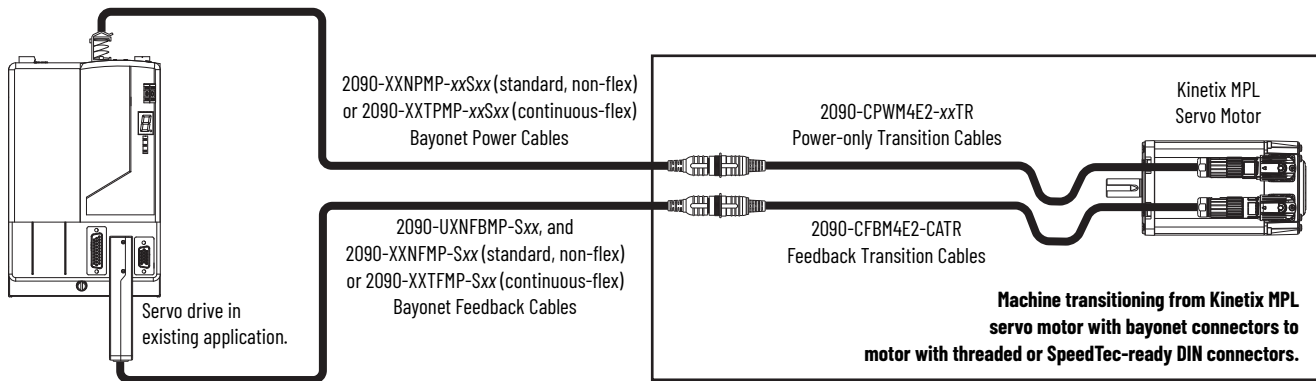 2090-XXNPMP-xxSxx (standard, non-flex)
or 2090-XXTPMP-xxSxx (continuous-flex)
Bayonet Power Cables
2090-CPWM4E2-xxTR
Power-only Transition Cables
Kinetix MPL
Servo Motor
2090-UXNFBMP-Sxx, and
2090-XXNFMP-Sxx (standard, non-flex)
or 2090-XXTFMP-Sxx (continuous-flex)
Bayonet Feedback Cables
2090-CFBM4E2-CATR
Feedback Transition Cables
Servo drive in
existing application.
Machine transitioning from Kinetix MPL
servo motor with bayonet connectors to
motor with threaded or SpeedTec-ready DIN connectors.